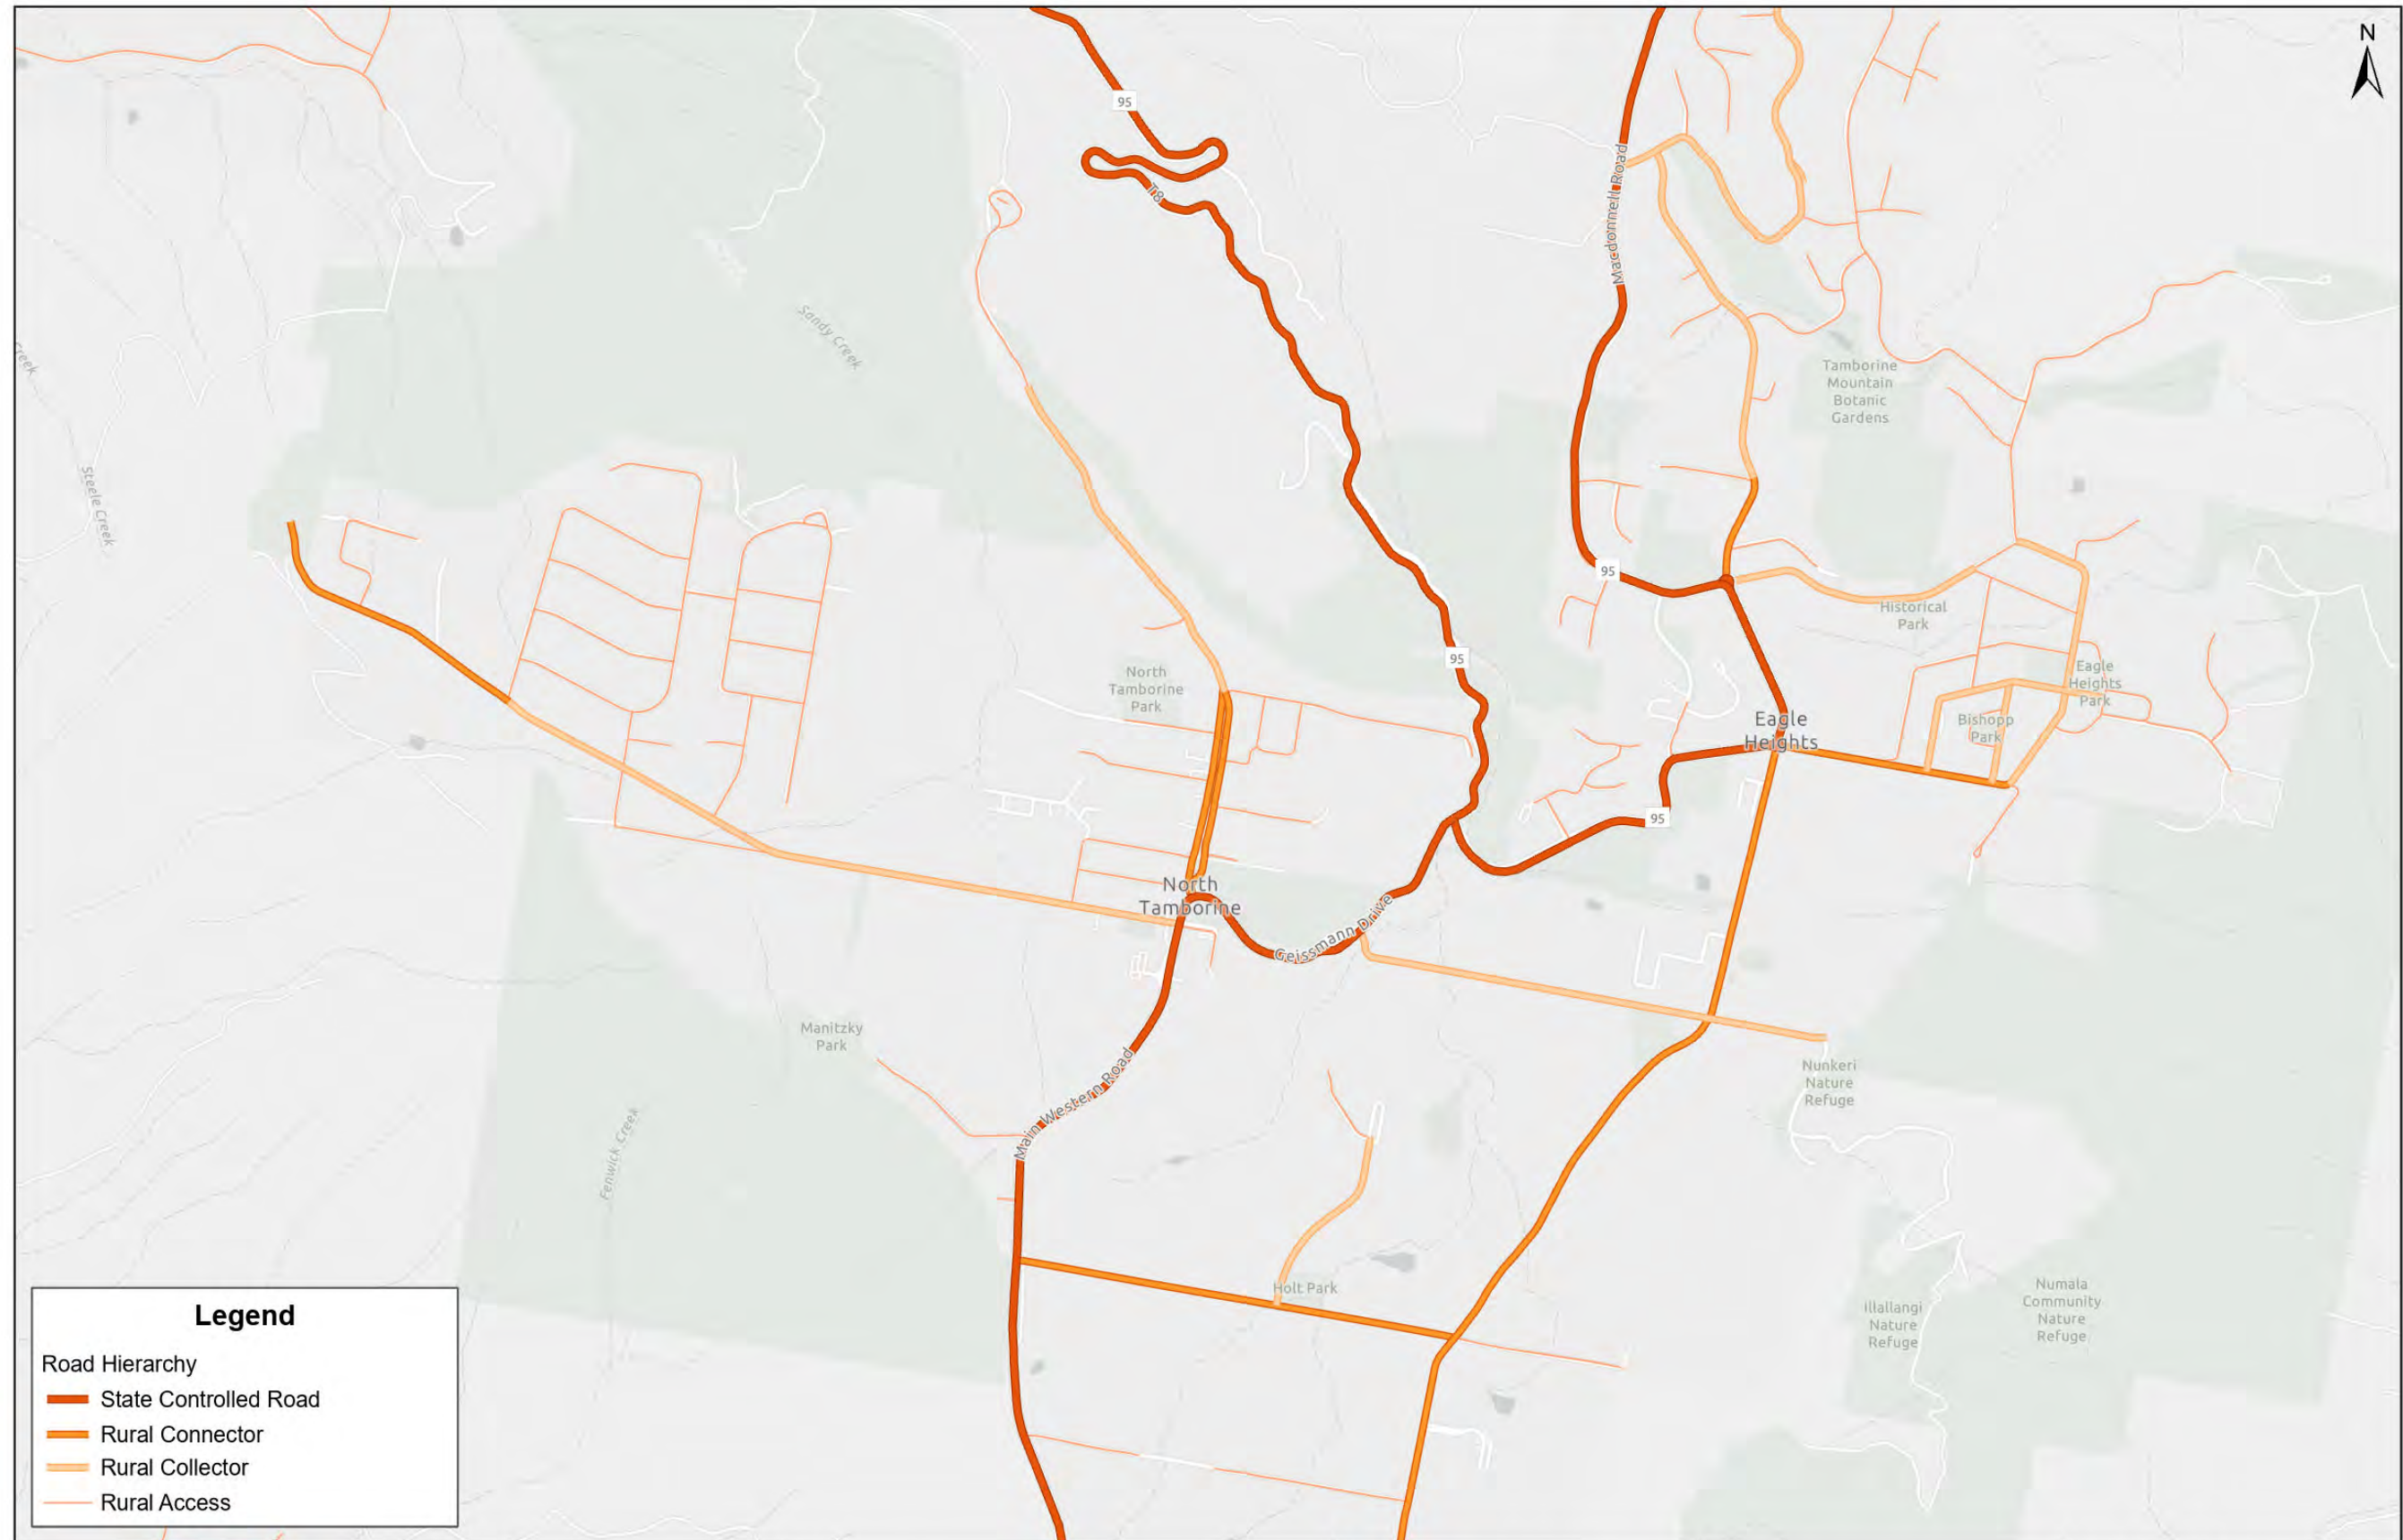 N
95
T8
Macdonnell Road
Sandy Creek
Creek
Tamborine
Mountain
Botanic
Gardens
Steele Creek
95
Historical
Park
95
North
Tamborine
Park
Eagle
Heights
Park
Eagle
Heights
Bishopp
Park
95
North
Tamborine
Geissmann Drive
Manitzky
Park
Main Western Road
Nunkeri
Nature
Refuge
Fenwick Creek
Holt Park
Illallangi
Nature
Refuge
Numala
Community
Nature
Refuge
Legend
Road Hierarchy
State Controlled Road
Rural Connector
Rural Collector
Rural Access